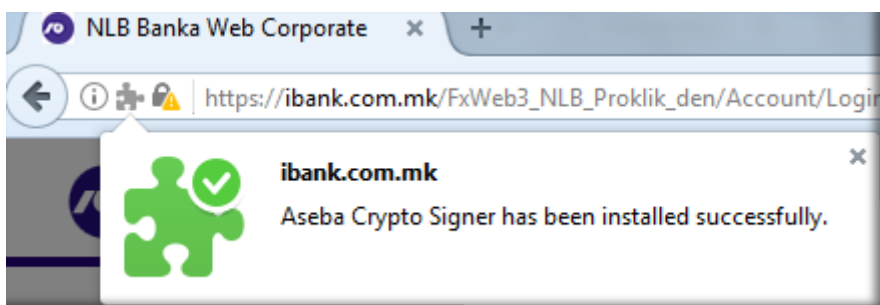 NLB Banka Web Corporate
https://ibank.com.mk/FxWeb3_NLB_Proklik_den/Account/Login
ibank.com.mk
Aseba Crypto Signer has been installed successfully.